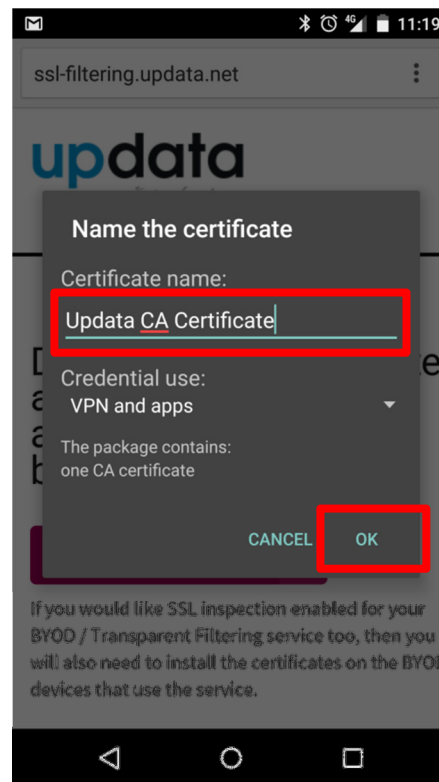 4G 11:19
ssl-filtering.updata.net
updata
Name the certificate
Certificate name:
Updata CA Certificate
Credential use:
VPN and apps
The package contains:
one CA certificate
CANCEL OK
If you would like SSL inspection enabled for your
BYOD / Transparent Filtering service too, then you
will also need to install the certificates on the BYO
devices that use the service.